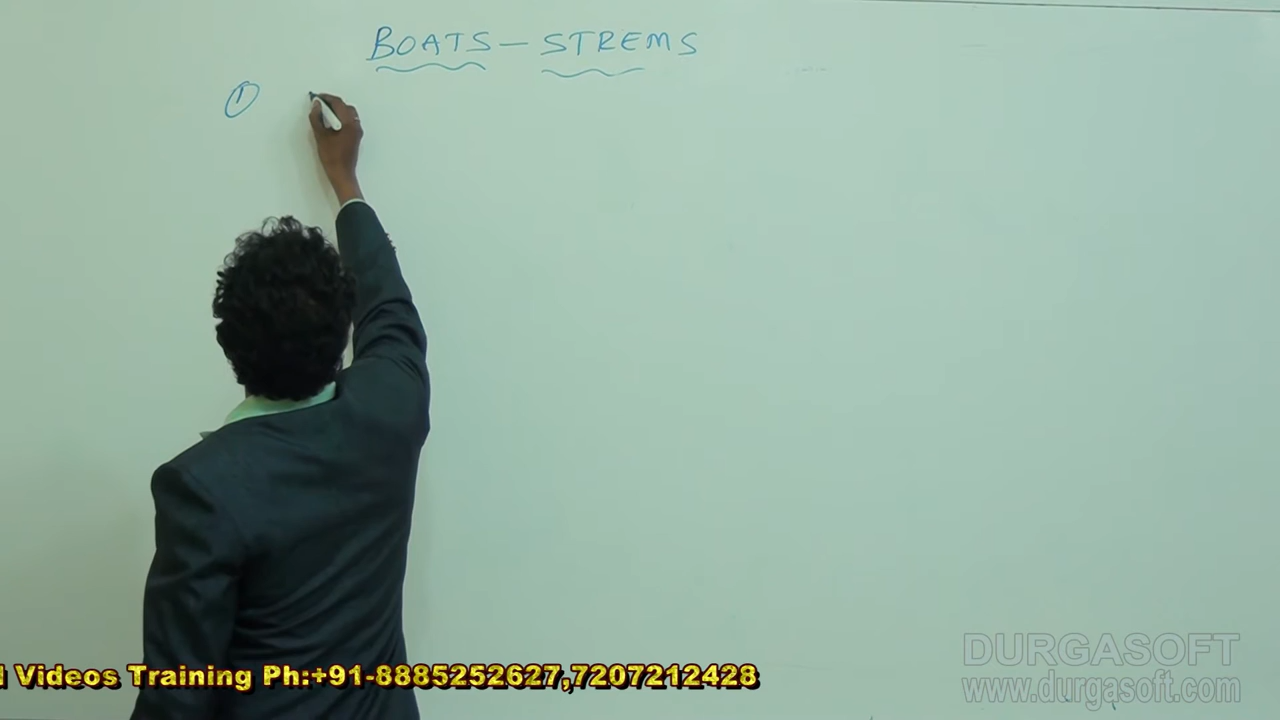 BOATS - STREMS
①
DURGASOFT
www.durgasoft.com
Videos Training Ph:+91-8885252627,7207212428